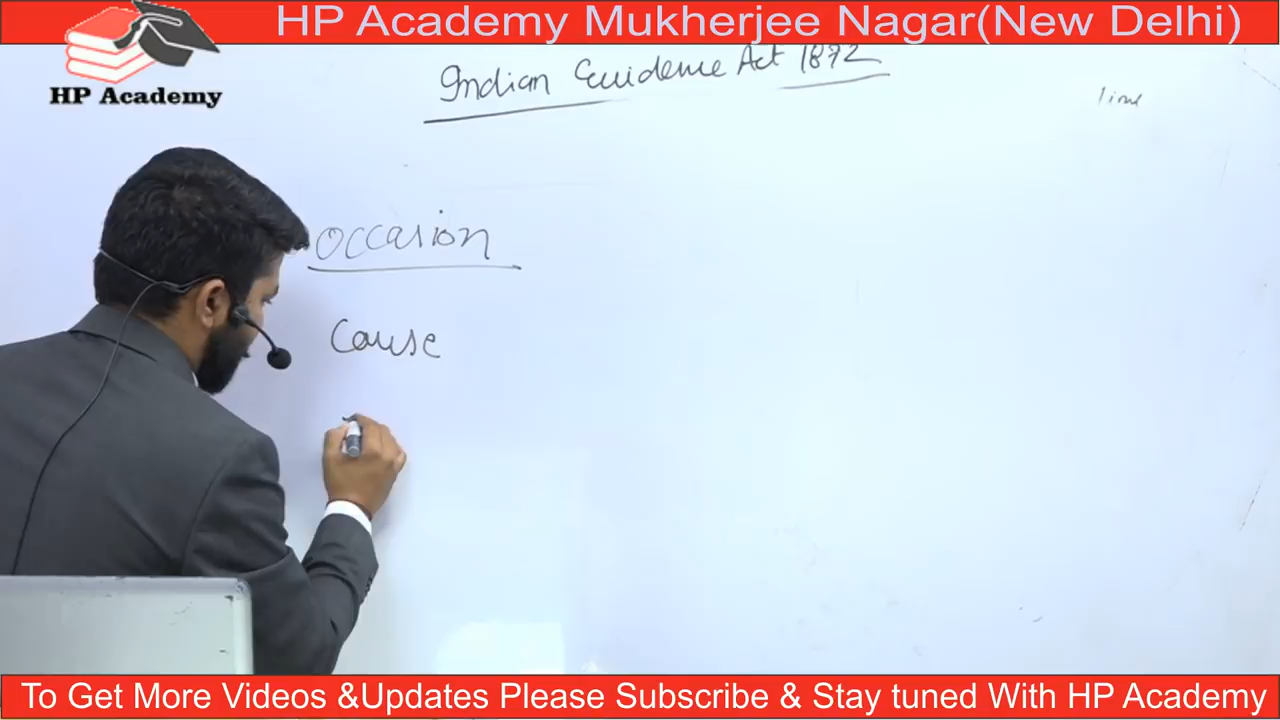 HP Academy Mukherjee Nagar(New Delhi)
HP Academy
Indian Evidence Act 1872
time
Occasion
Cause
To Get More Videos &Updates Please Subscribe & Stay tuned With HP Academy